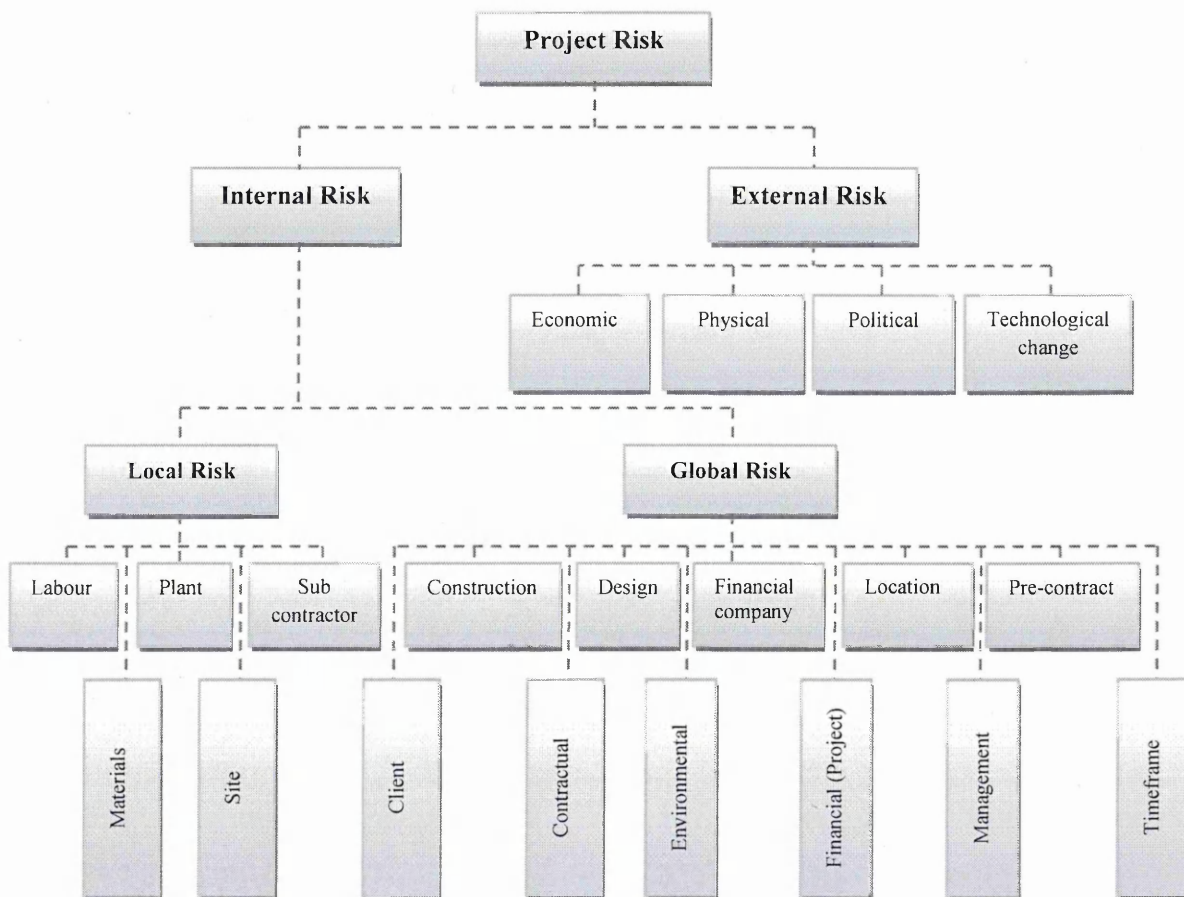 Project Risk
Internal Risk
External Risk
Economic
Physical
Political
Technological
change
Local Risk
Global Risk
Labour
Plant
Sub
contractor
Construction
Design
Financial
company
Location
Pre-contract
Materials
Site
Client
Contractual
Environmental
Financial (Project)
Management
Timeframe